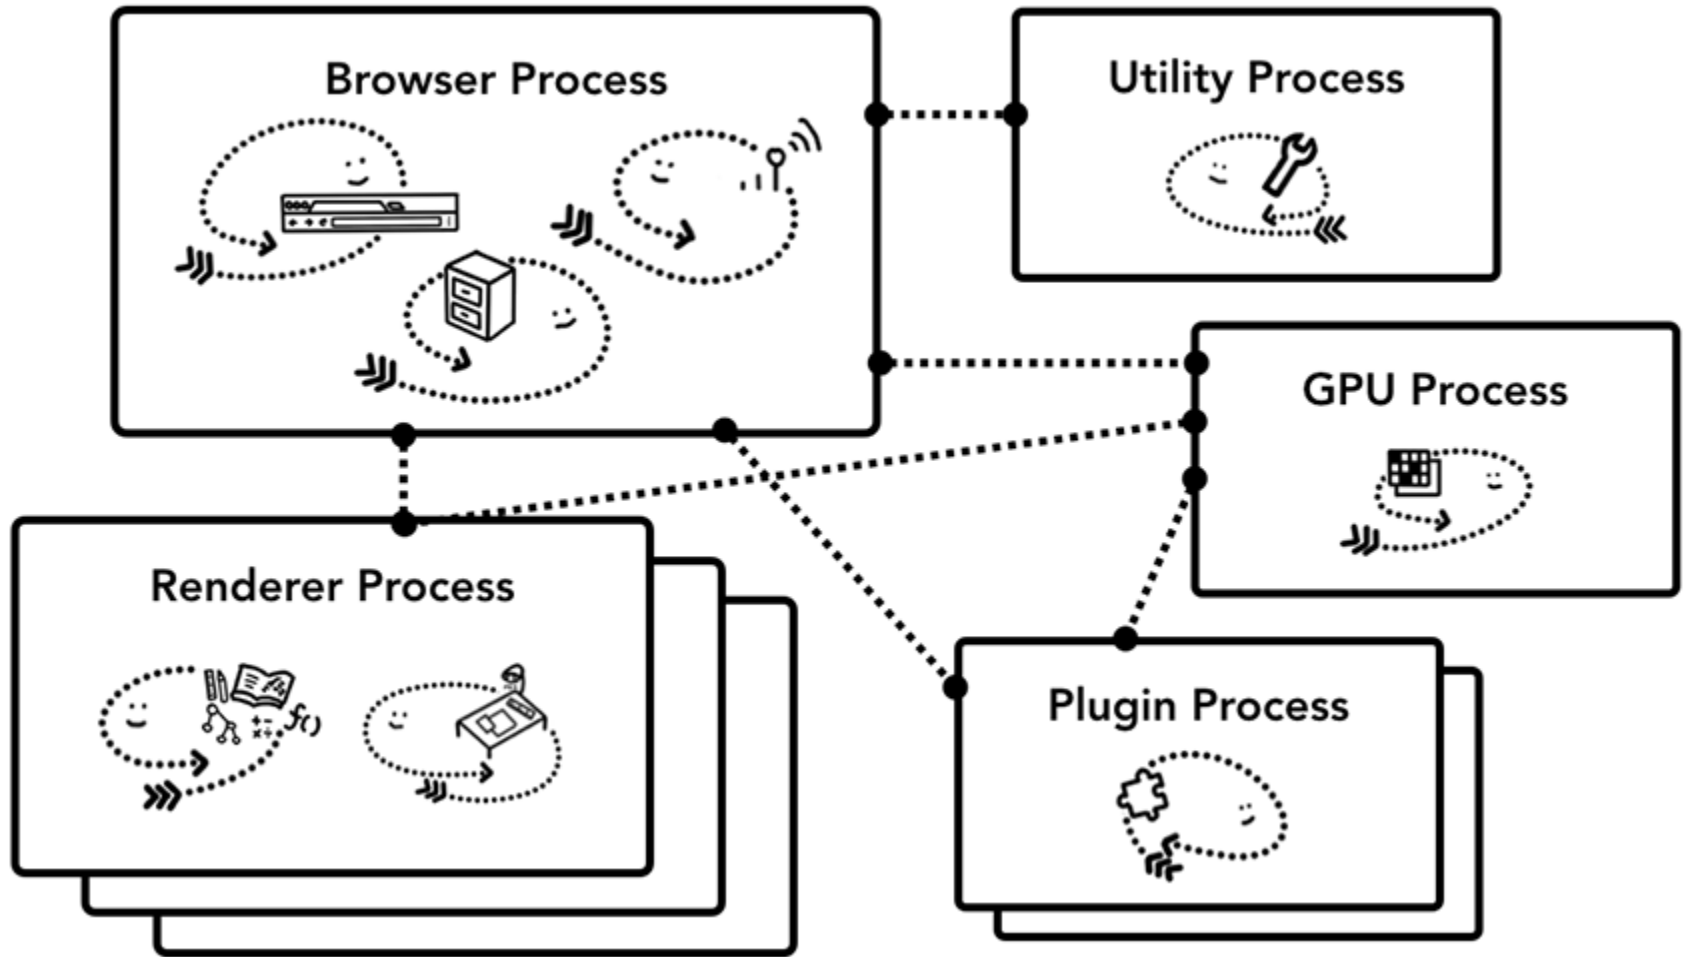 Browser Process
Utility Process
GPU Process
Renderer Process
f()
Plugin Process